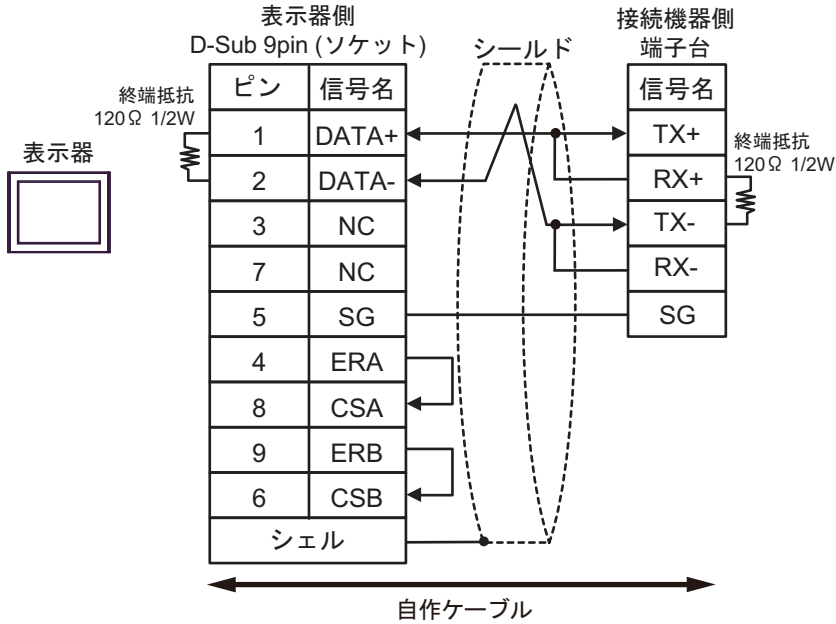 表示器側
D-Sub 9pin (ソケット)
シールド
接続機器側
端子台
ピン 信号名
信号名
終端抵抗
120Ω 1/2W
表示器
1 DATA+
TX+
終端抵抗
120Ω 1/2W
2 DATA-
RX+
3 NC
TX-
7 NC
RX-
5 SG
SG
4 ERA
8 CSA
9 ERB
6 CSB
シェル
自作ケーブル